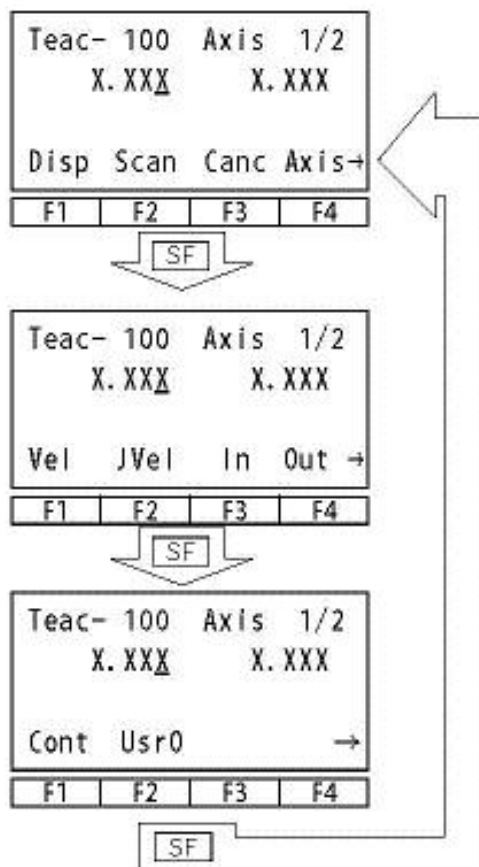 Teac- 100 Axis 1/2
X.XXX X.XXX
Disp Scan Canc Axis→
F1 F2 F3 F4
SF
Teac- 100 Axis 1/2
X.XXX X.XXX
Vel JVel In Out →
F1 F2 F3 F4
SF
Teac- 100 Axis 1/2
X.XXX X.XXX
Cont Usr0 →
F1 F2 F3 F4
SF